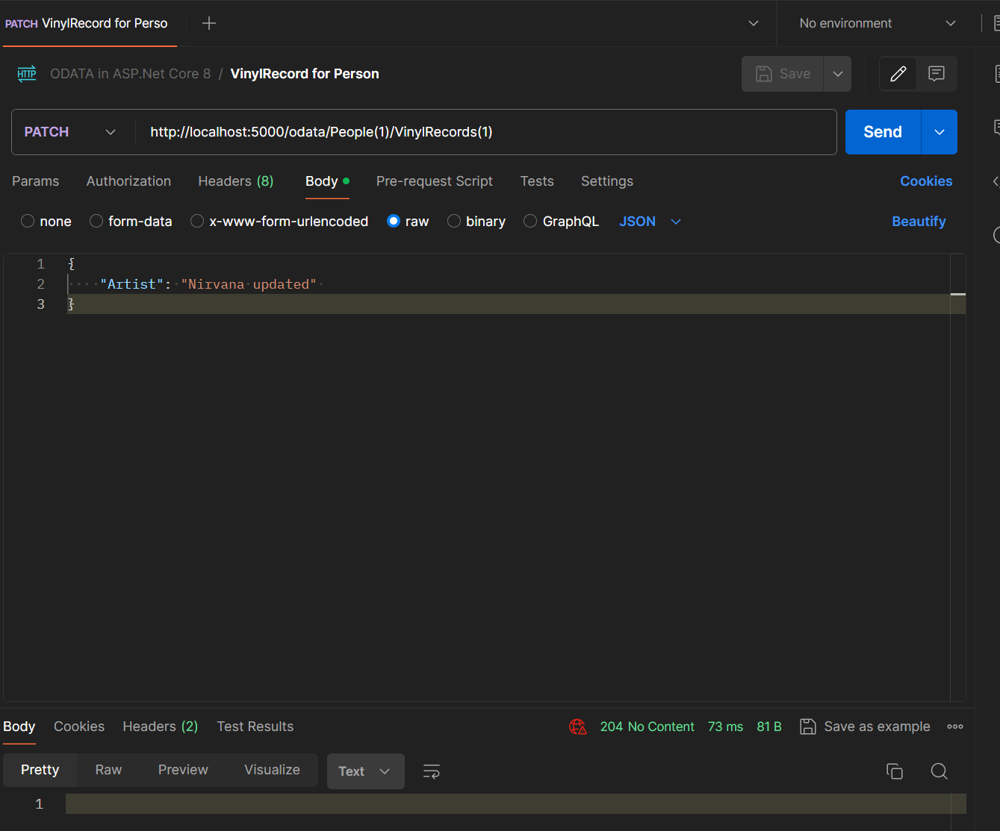 PATCH VinylRecord for Perso
No environment
HTTP ODATA in ASP.Net Core 8 / VinylRecord for Person
Save
PATCH http://localhost:5000/odata/People(1)/VinylRecords(1)
Send
Params Authorization Headers (8) Body Pre-request Script Tests Settings Cookies
none form-data x-www-form-urlencoded raw binary GraphQL JSON Beautify
1 {
2 "Artist": "Nirvana updated"
3 }
Body Cookies Headers (2) Test Results 204 No Content 73 ms 81 B Save as example
Pretty Raw Preview Visualize Text
1